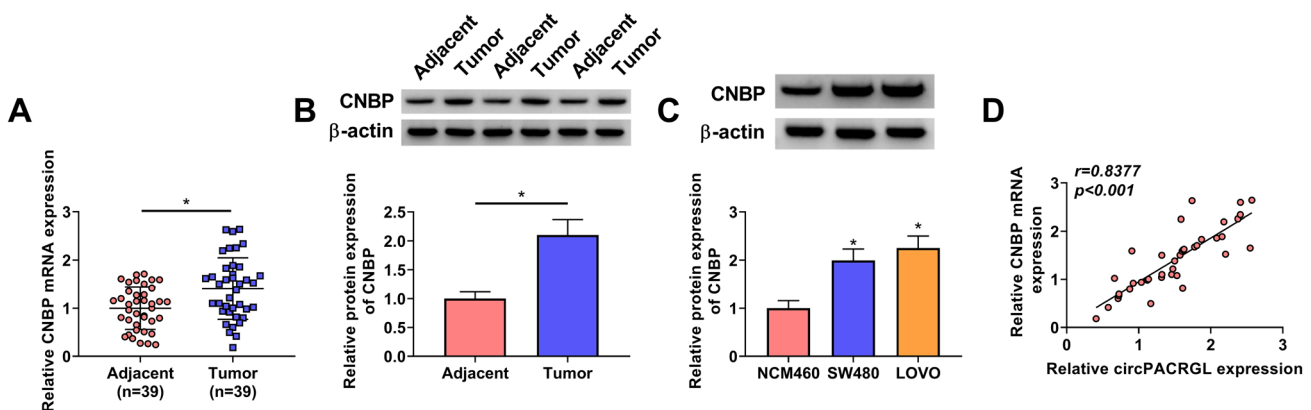 A
Relative CNBP mRNA expression
3
2
1
0
*
Adjacent
(n=39)
Tumor
(n=39)
B
Adjacent
Tumor
Adjacent
Tumor
Adjacent
Tumor
CNBP
β-actin
Relative protein expression
of CNBP
2.5
2.0
1.5
1.0
0.5
0.0
*
Adjacent
Tumor
C
CNBP
β-actin
Relative protein expression
of CNBP
3
2
1
0
*
*
NCM460
SW480
LOVO
D
r=0.8377
p<0.001
Relative CNBP mRNA
expression
3
2
1
0
0
1
2
3
Relative circPACRGL expression